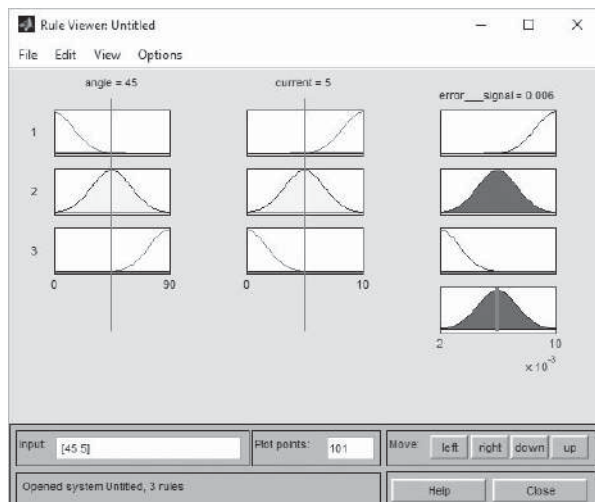 Rule Viewer: Untitled
File Edit View Options
angle = 45
current = 5
error___signal = 0.006
1
2
3
0 90
0 10
2 10
x 10-3
Input: [45 5]
Plot points: 101
Move: left right down up
Opened system Untitled, 3 rules
Help Close